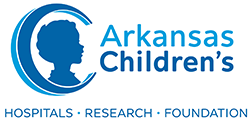 Arkansas
Children's
HOSPITALS · RESEARCH · FOUNDATION